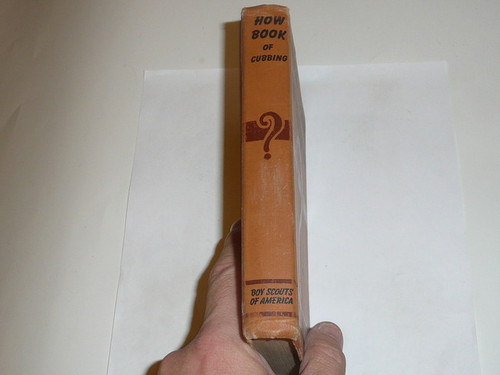 HOW
BOOK
OF
CUBBING
?
BOY SCOUTS
OF AMERICA